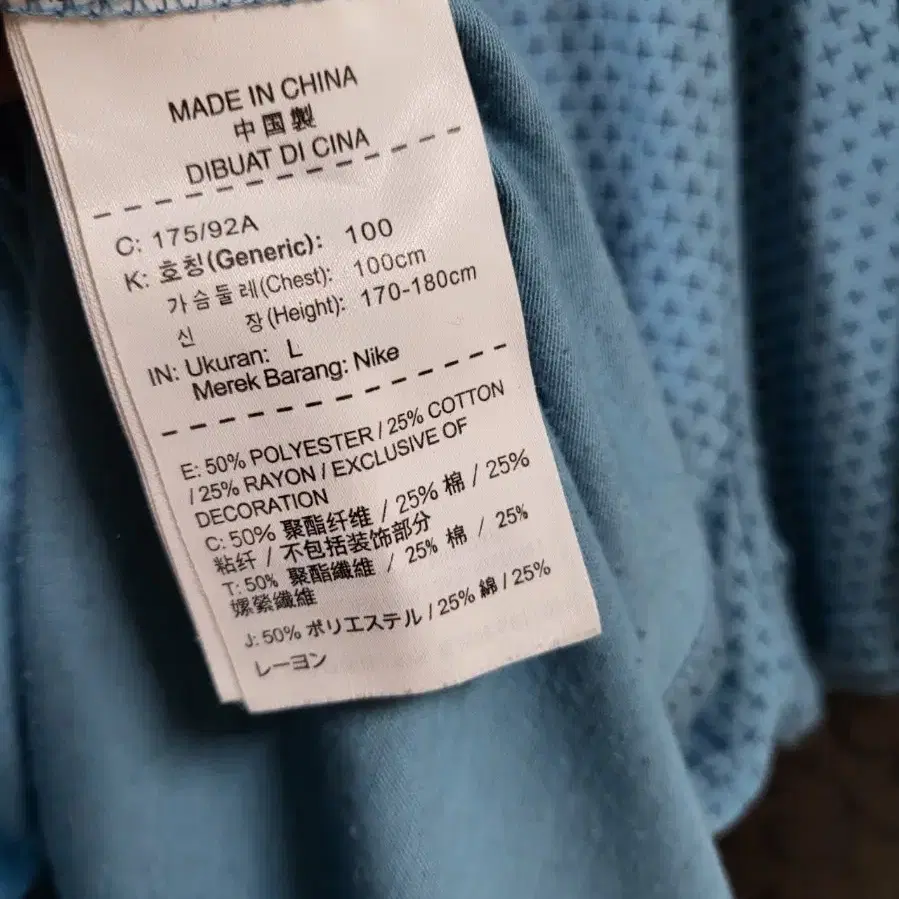 MADE IN CHINA
中国製
DIBUAT DI CINA
C: 175/92A
K: 호칭(Generic): 100
가슴둘레(Chest): 100cm
신 장(Height): 170-180cm
IN: Ukuran: L
Merek Barang: Nike
E: 50% POLYESTER / 25% COTTON
/ 25% RAYON / EXCLUSIVE OF
DECORATION
C: 50% 聚酯纤维 / 25% 棉 / 25%
粘纤 / 不包括装饰部分
T: 50% 聚酯纖維 / 25% 棉 / 25%
嫘縈纖維
J: 50% ポリエステル / 25% 綿 / 25%
レーヨン